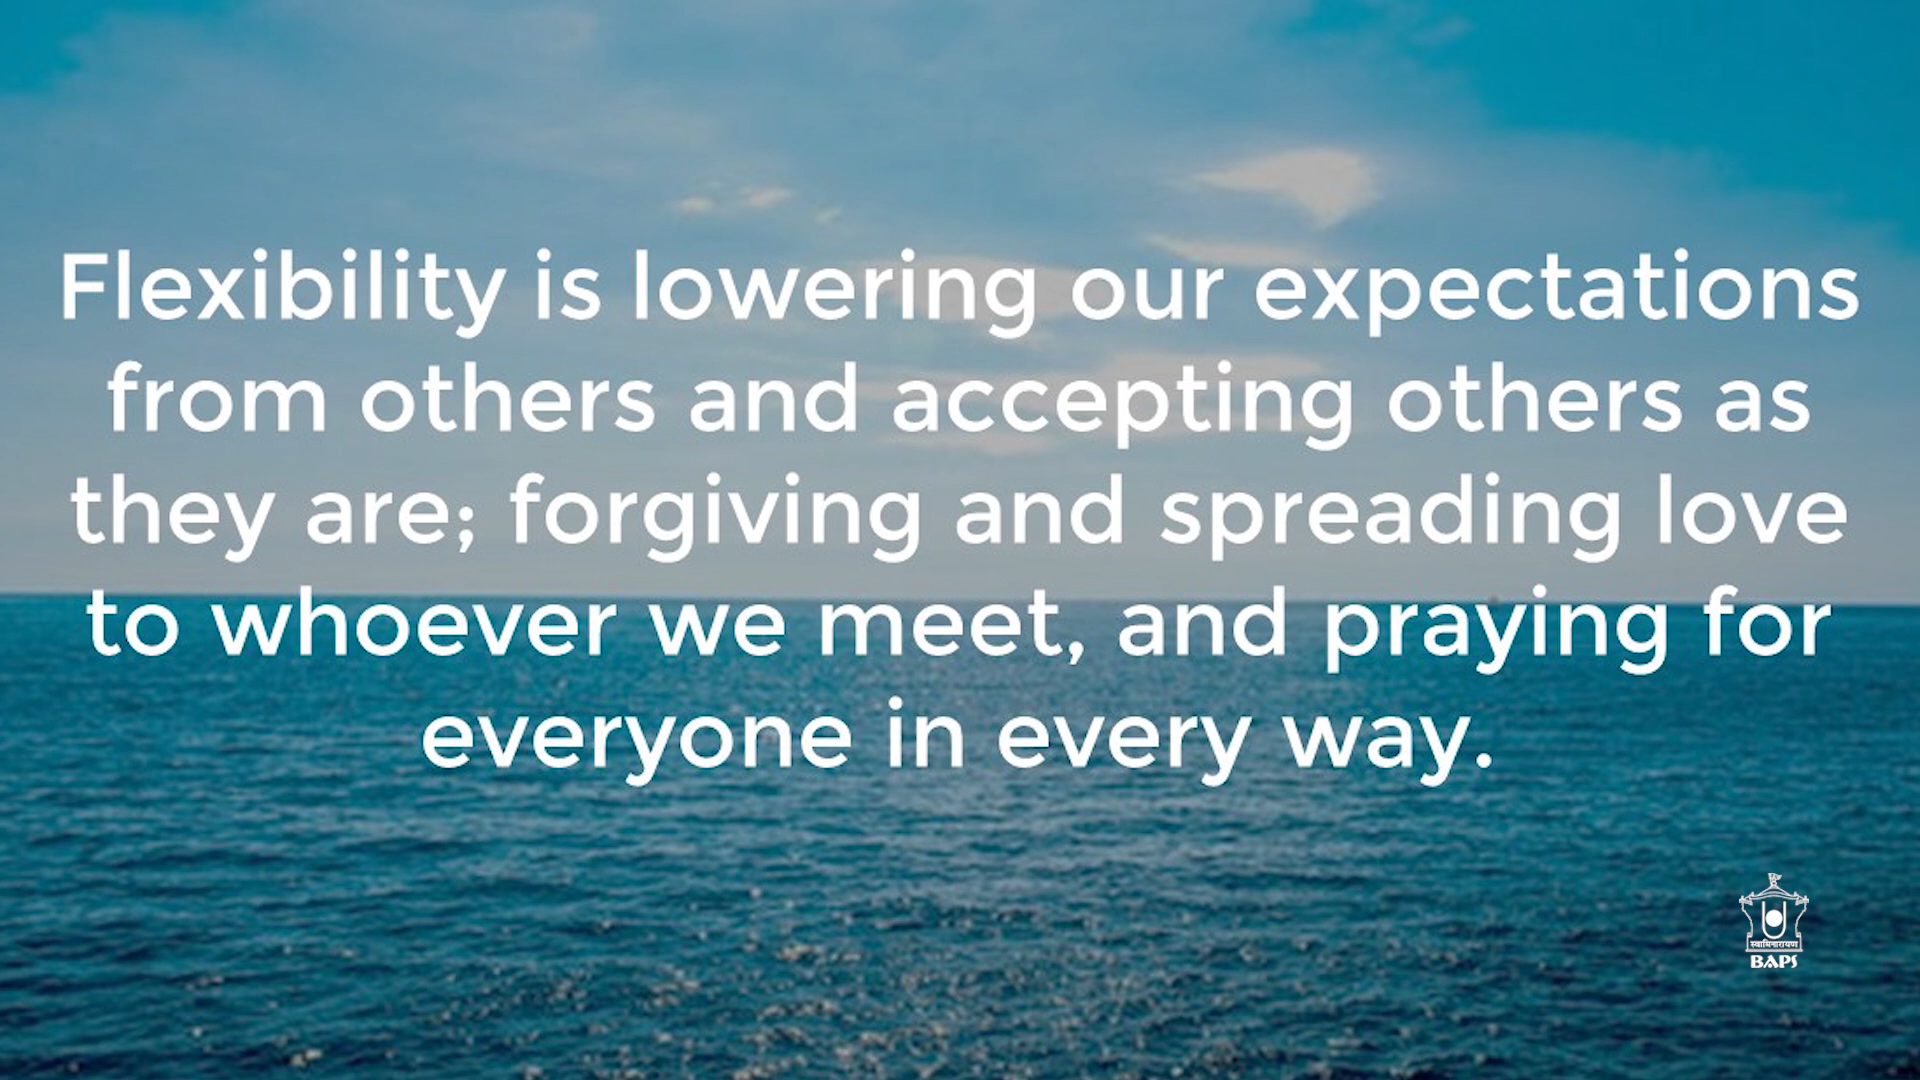 Flexibility is lowering our expectations
from others and accepting others as
they are; forgiving and spreading love
to whoever we meet, and praying for
everyone in every way.
स्वामिनारायण
BAPS